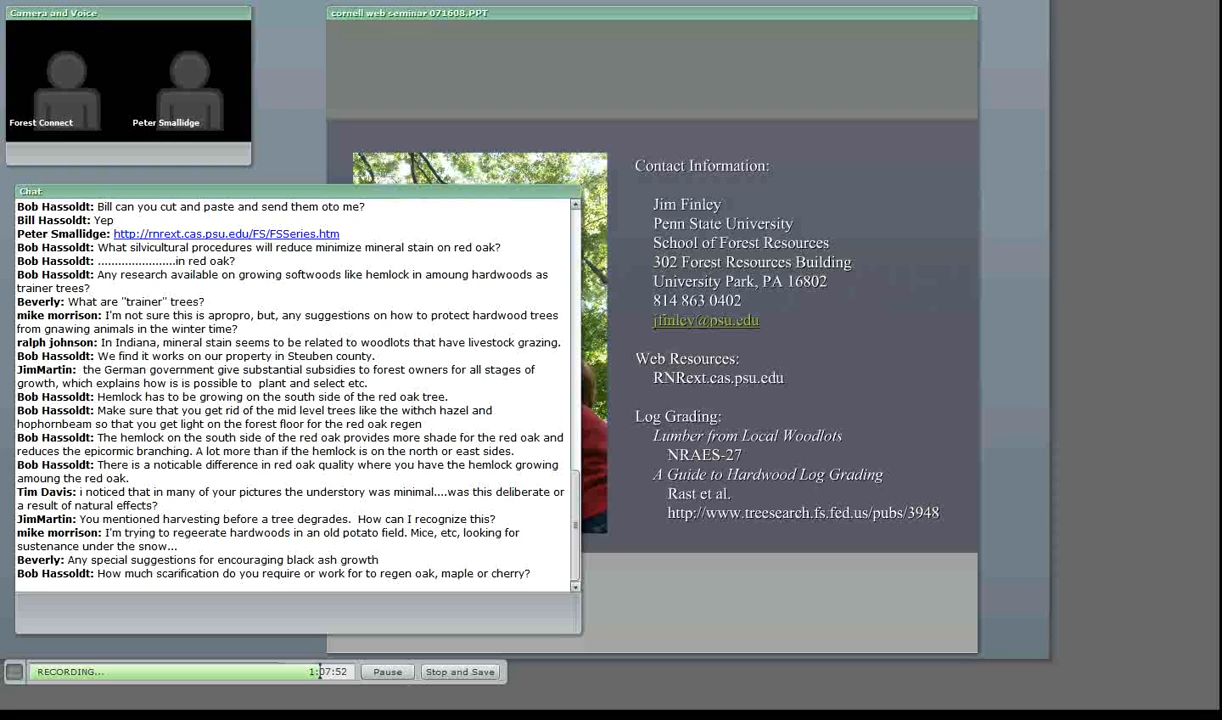 Camera and Voice
Forest Connect
Peter Smallidge
cornell web seminar 071608.PPT
Chat
Bob Hassoldt: Bill can you cut and paste and send them oto me?
Bill Hassoldt: Yep
Peter Smallidge: http://rnrext.cas.psu.edu/FS/FSSeries.htm
Bob Hassoldt: What silvicultural procedures will reduce minimize mineral stain on red oak?
Bob Hassoldt: .......................in red oak?
Bob Hassoldt: Any research available on growing softwoods like hemlock in amoung hardwoods as
trainer trees?
Beverly: What are "trainer" trees?
mike morrison: I'm not sure this is apropro, but, any suggestions on how to protect hardwood trees
from gnawing animals in the winter time?
ralph johnson: In Indiana, mineral stain seems to be related to woodlots that have livestock grazing.
Bob Hassoldt: We find it works on our property in Steuben county.
JimMartin: the German government give substantial subsidies to forest owners for all stages of
growth, which explains how is is possible to plant and select etc.
Bob Hassoldt: Hemlock has to be growing on the south side of the red oak tree.
Bob Hassoldt: Make sure that you get rid of the mid level trees like the withch hazel and
hophornbeam so that you get light on the forest floor for the red oak regen
Bob Hassoldt: The hemlock on the south side of the red oak provides more shade for the red oak and
reduces the epicormic branching. A lot more than if the hemlock is on the north or east sides.
Bob Hassoldt: There is a noticable difference in red oak quality where you have the hemlock growing
amoung the red oak.
Tim Davis: i noticed that in many of your pictures the understory was minimal....was this deliberate or
a result of natural effects?
JimMartin: You mentioned harvesting before a tree degrades. How can I recognize this?
mike morrison: I'm trying to regeerate hardwoods in an old potato field. Mice, etc, looking for
sustenance under the snow...
Beverly: Any special suggestions for encouraging black ash growth
Bob Hassoldt: How much scarification do you require or work for to regen oak, maple or cherry?
Contact Information:
Jim Finley
Penn State University
School of Forest Resources
302 Forest Resources Building
University Park, PA 16802
814 863 0402
jfinley@psu.edu
Web Resources:
RNRext.cas.psu.edu
Log Grading:
Lumber from Local Woodlots
NRAES-27
A Guide to Hardwood Log Grading
Rast et al.
http://www.treesearch.fs.fed.us/pubs/3948
RECORDING...
1:07:52
Pause
Stop and Save